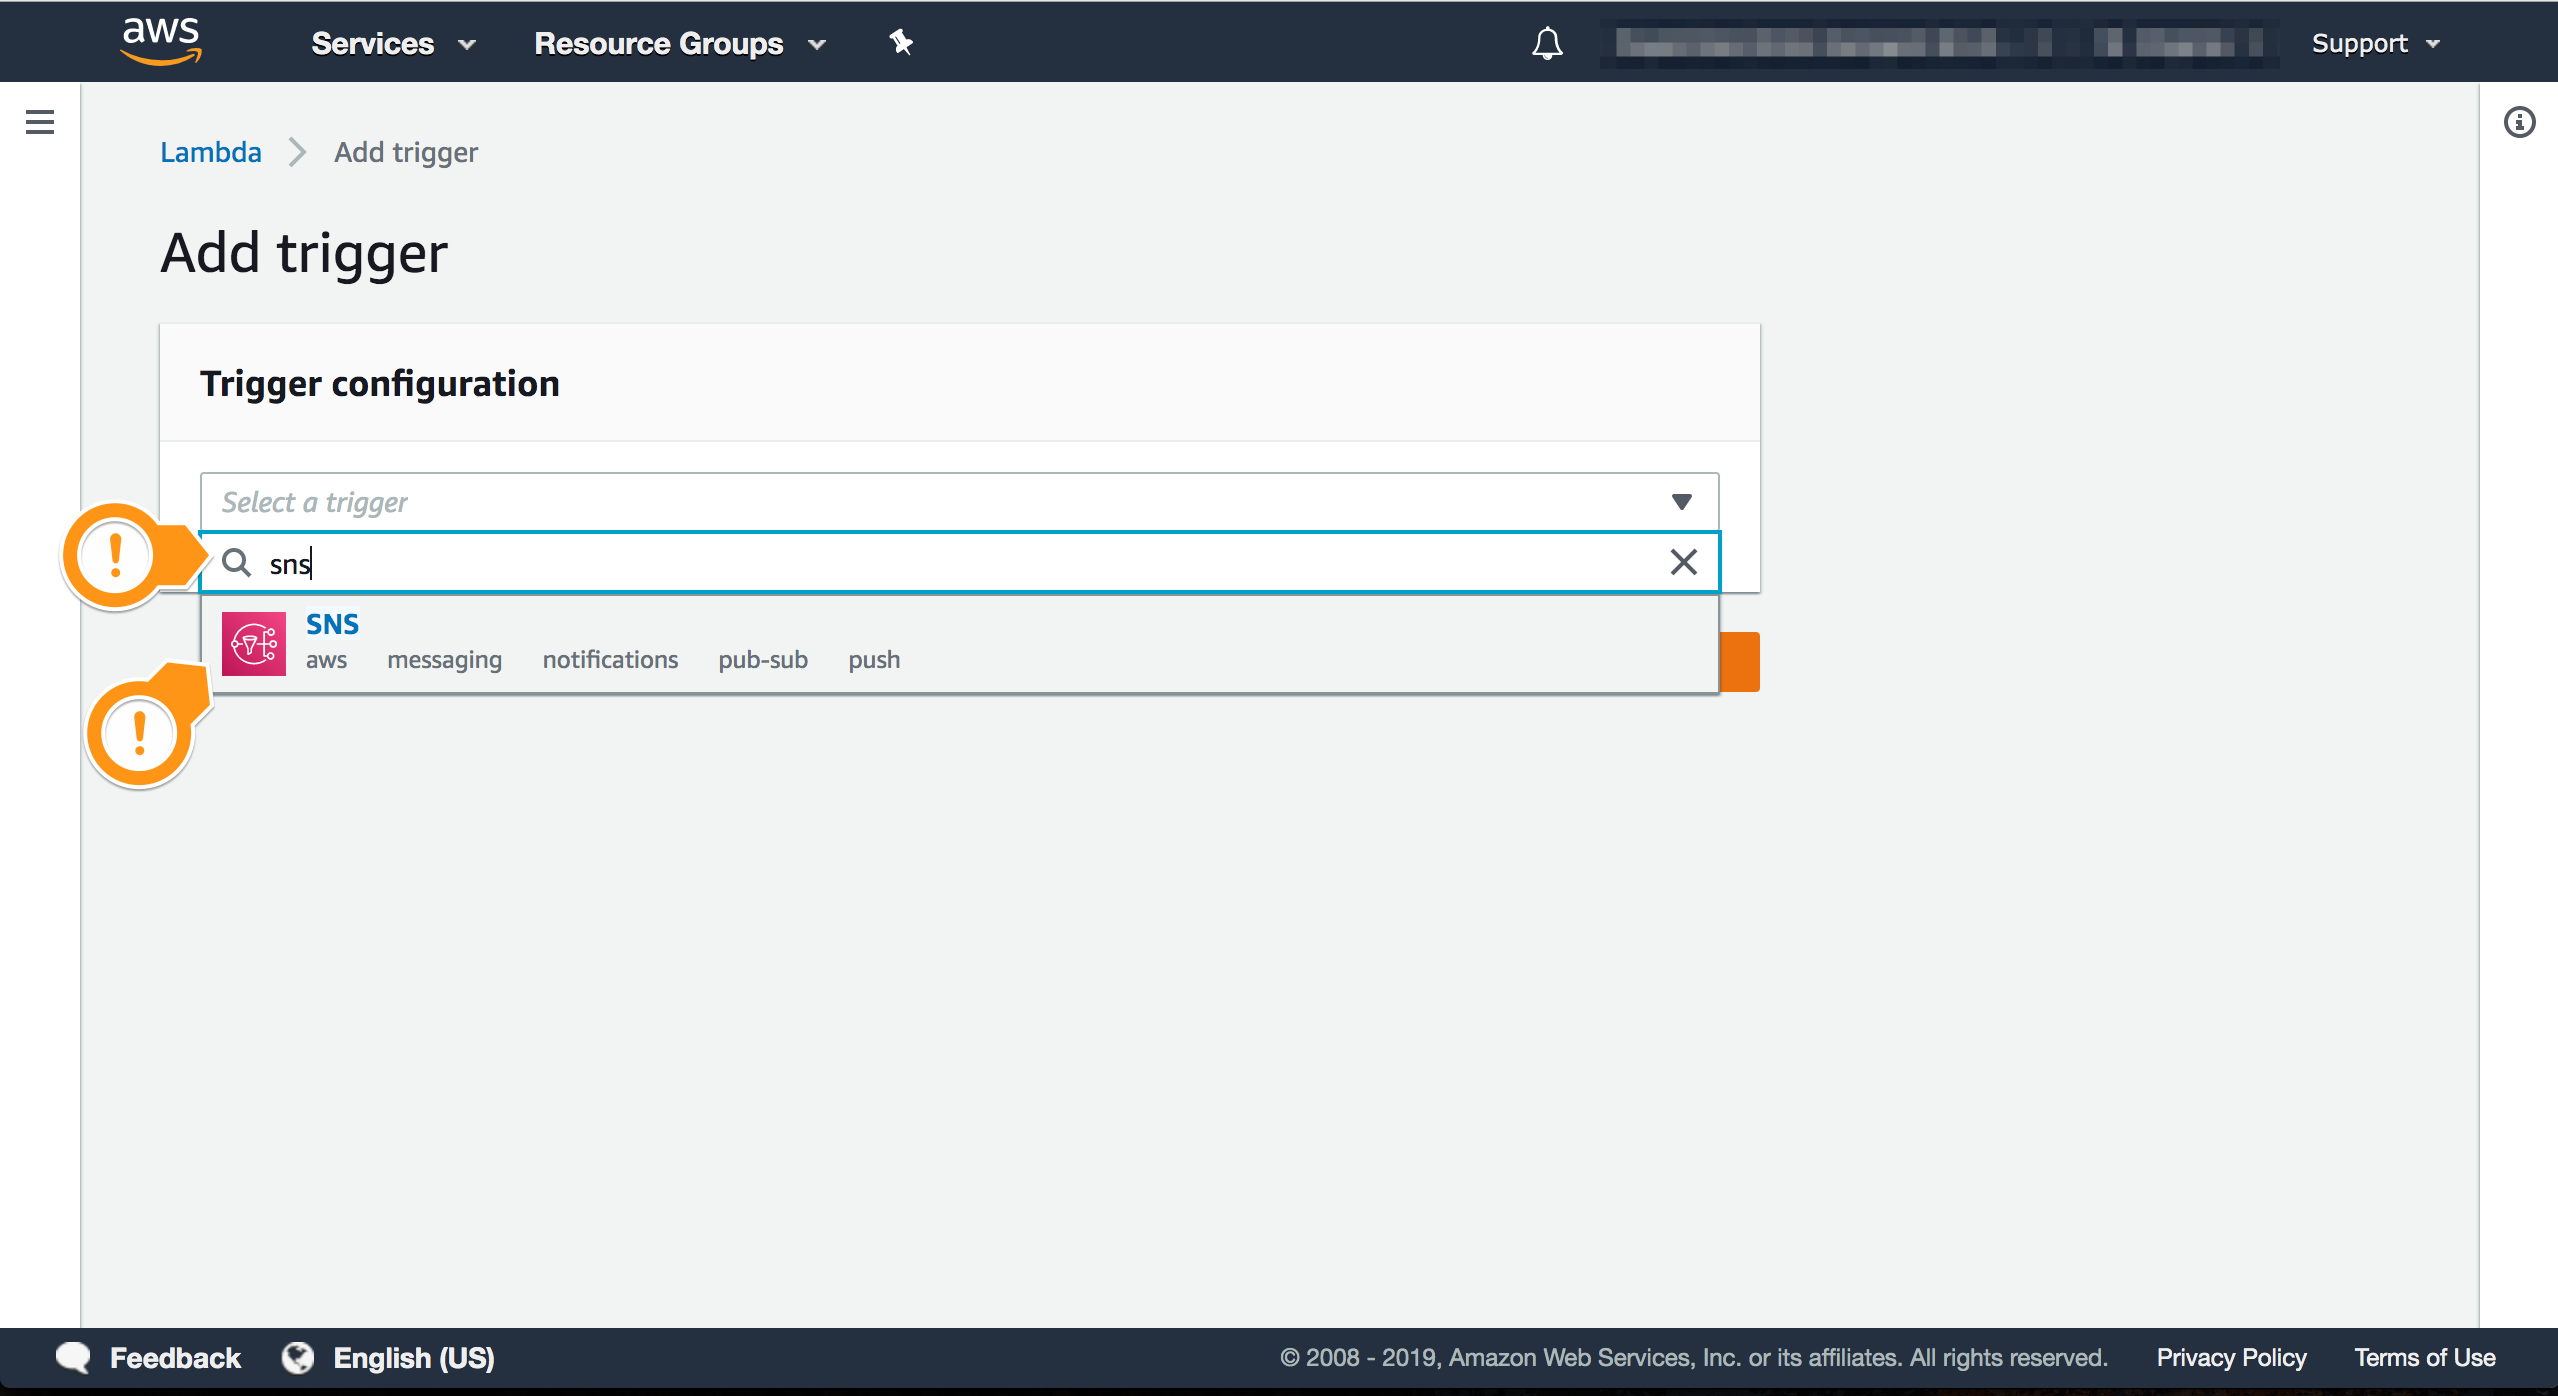 aws
Services
Resource Groups
Support
Lambda
Add trigger
Add trigger
Trigger configuration
Select a trigger
!
sns
SNS
aws messaging notifications pub-sub push
!
Feedback
English (US)
© 2008 - 2019, Amazon Web Services, Inc. or its affiliates. All rights reserved.
Privacy Policy
Terms of Use